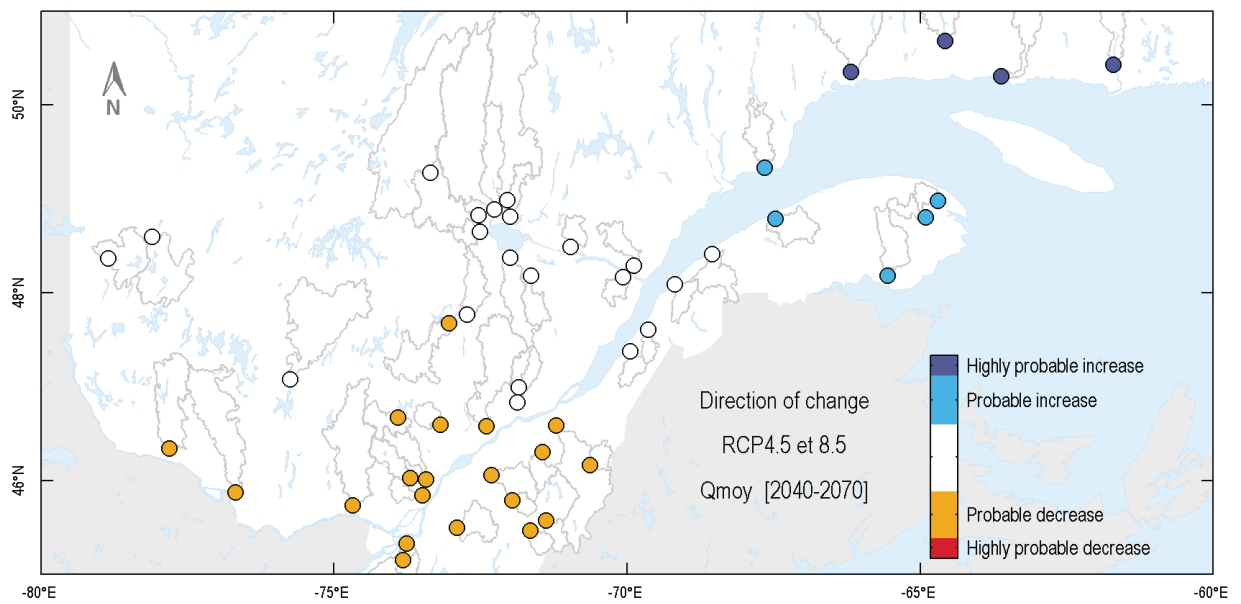 N
50°N
48°N
46°N
-80°E
-75°E
-70°E
-65°E
-60°E
Direction of change
RCP4.5 et 8.5
Qmoy [2040-2070]
Highly probable increase
Probable increase
Probable decrease
Highly probable decrease